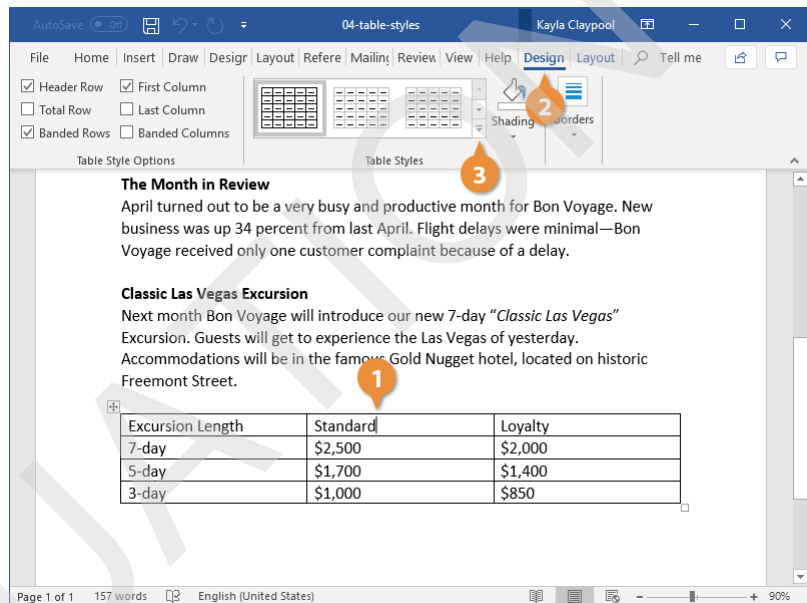 AutoSave Off 04-table-styles Kayla Claypool
File Home Insert Draw Design Layout Refere Mailing Review View Help Design Layout Tell me
Header Row First Column
Total Row Last Column
Banded Rows Banded Columns
Shading Borders
Table Style Options Table Styles
2
3
The Month in Review
April turned out to be a very busy and productive month for Bon Voyage. New
business was up 34 percent from last April. Flight delays were minimal—Bon
Voyage received only one customer complaint because of a delay.
Classic Las Vegas Excursion
Next month Bon Voyage will introduce our new 7-day “Classic Las Vegas”
Excursion. Guests will get to experience the Las Vegas of yesterday.
Accommodations will be in the famous Gold Nugget hotel, located on historic
Freemont Street.
1
Excursion Length Standard Loyalty
7-day $2,500 $2,000
5-day $1,700 $1,400
3-day $1,000 $850
Page 1 of 1 157 words English (United States) 90%